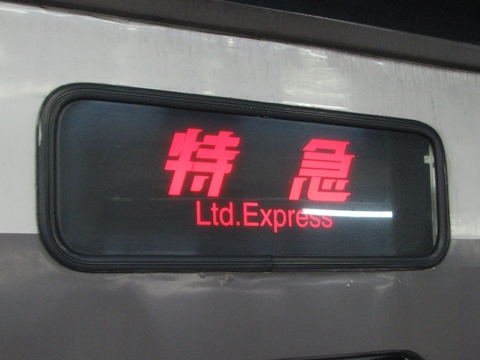 特急
Ltd.Express